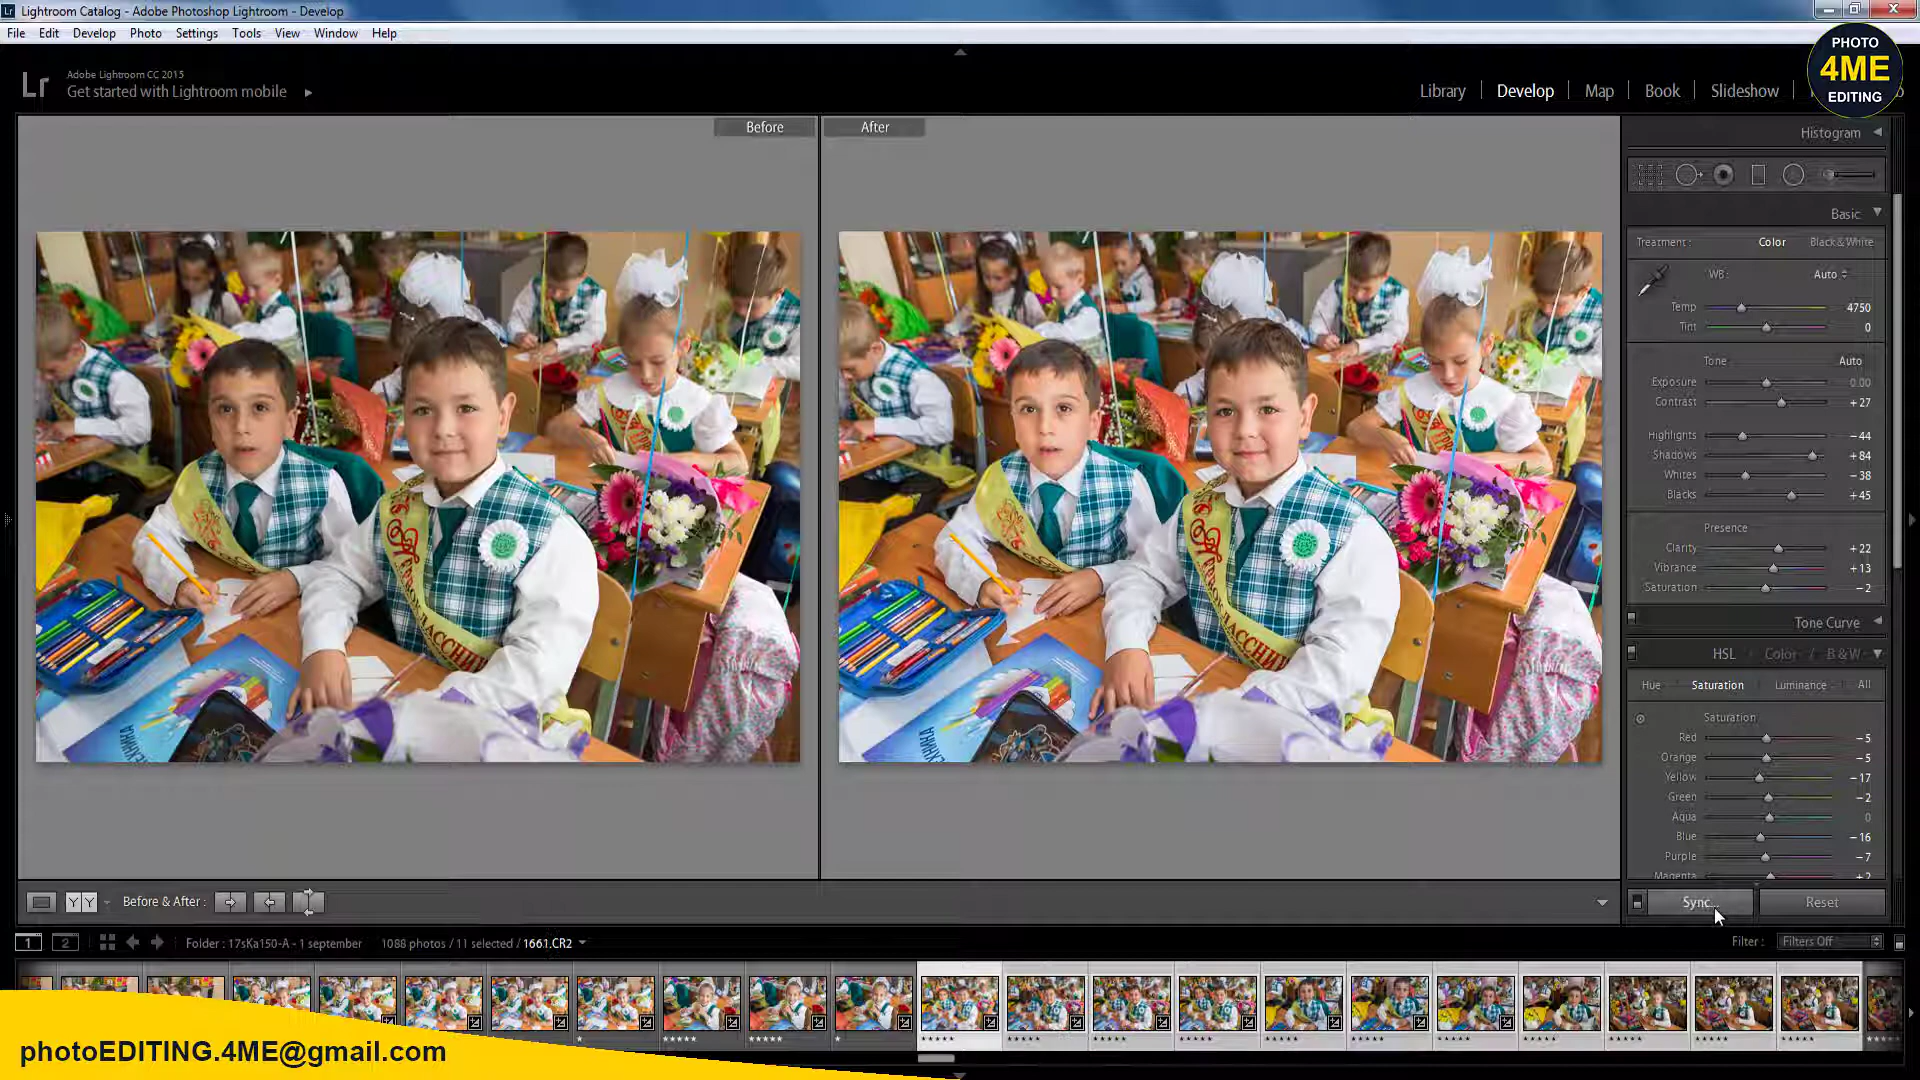 Lightroom Catalog - Adobe Photoshop Lightroom - Develop
File Edit Develop Photo Settings Tools View Window Help
PHOTO
4ME
EDITING
Lr
Adobe Lightroom CC 2015
Get started with Lightroom mobile
Library Develop Map Book Slideshow
Before After
Histogram
Basic
Treatment : Color Black & White
WB : Auto
Temp 4750
Tint 0
Tone Auto
Exposure 0.00
Contrast +27
Highlights -44
Shadows +84
Whites -38
Blacks +45
Presence
Clarity +22
Vibrance +13
Saturation -2
Tone Curve
HSL / Color / B & W
Hue Saturation Luminance All
Saturation
Red -5
Orange -5
Yellow -17
Green -2
Aqua 0
Blue -16
Purple -7
Magenta +2
Y Y Before & After :
Sync... Reset
1 2 Folder : 17sKa150-A - 1 september 1088 photos / 11 selected / 1661.CR2 Filter : Filters Off
photoEDITING.4ME@gmail.com